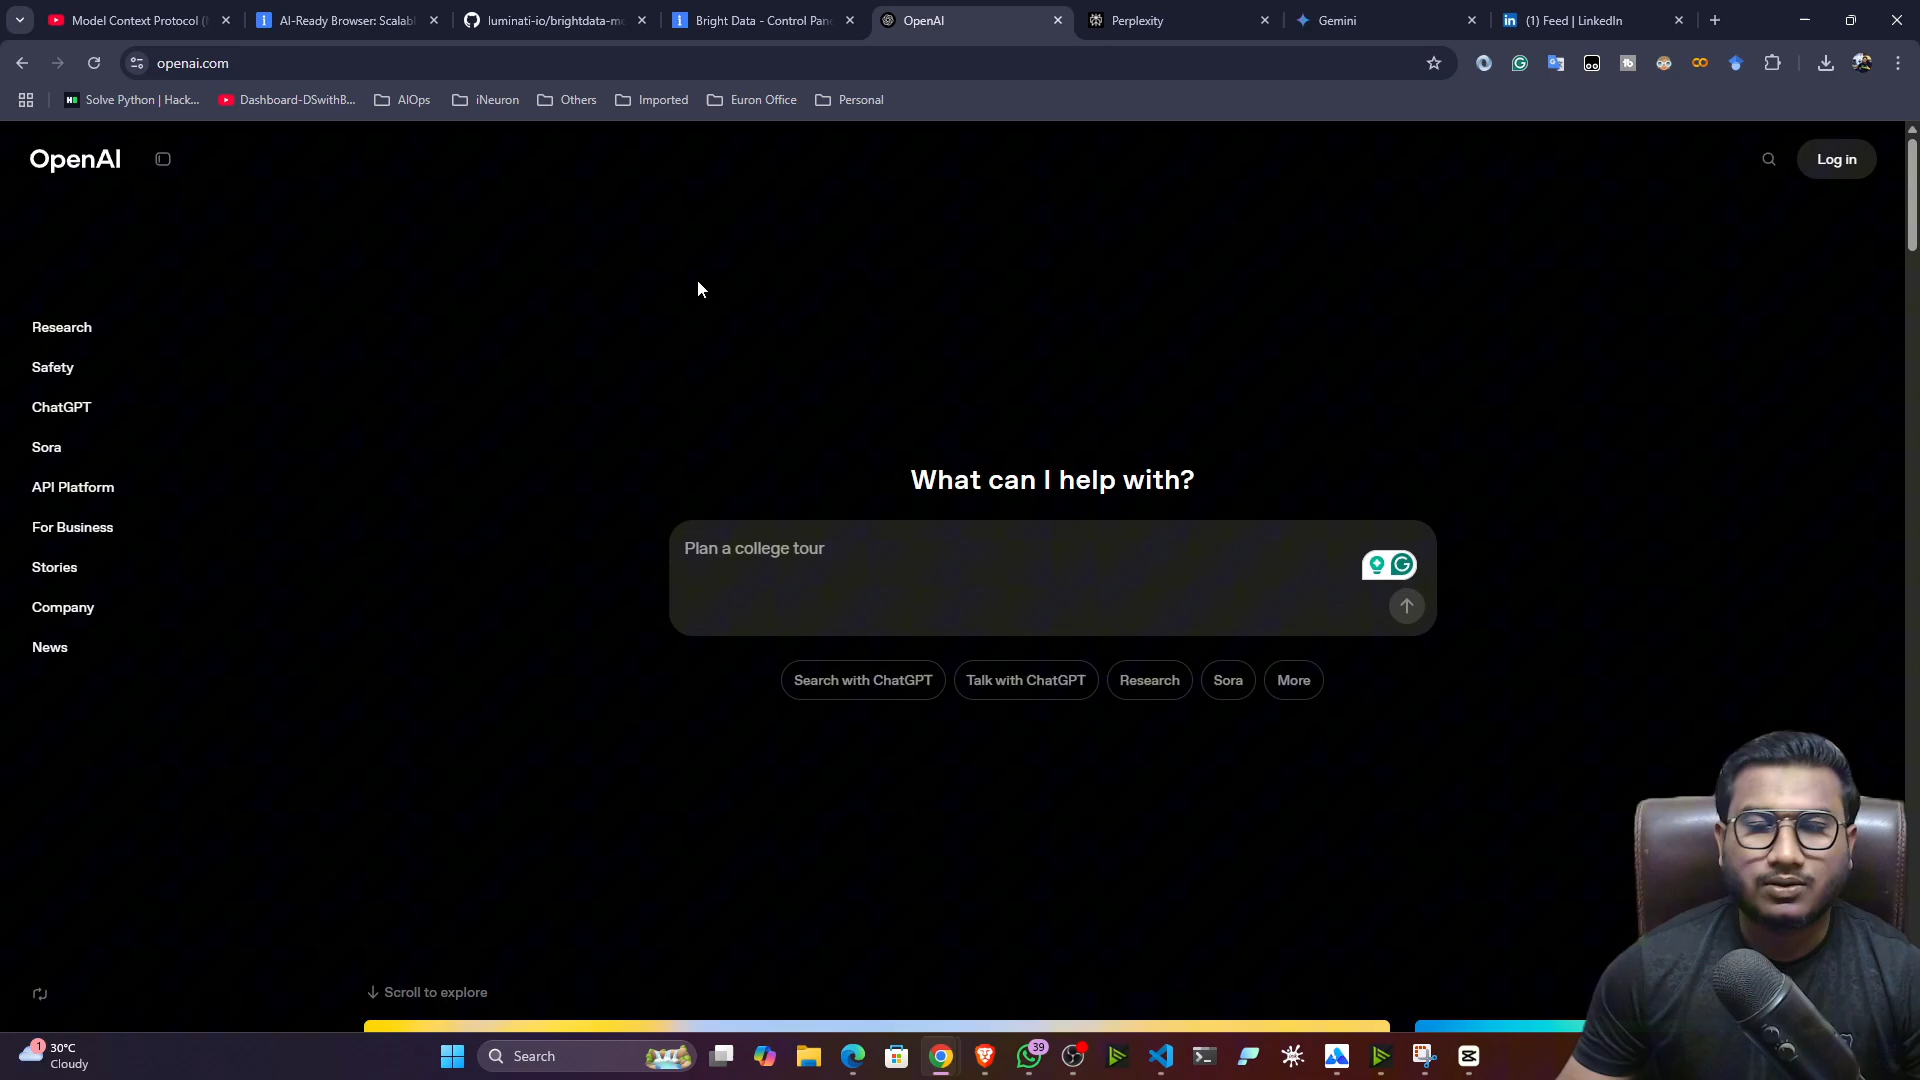 Model Context Protocol (
AI-Ready Browser: Scalabl
luminati-io/brightdata-mc
Bright Data - Control Pan
OpenAI
Perplexity
Gemini
(1) Feed | LinkedIn
openai.com
Solve Python | Hack...
Dashboard-DSwithB...
AIOps
iNeuron
Others
Imported
Euron Office
Personal
OpenAI
Log in
Research
Safety
ChatGPT
Sora
API Platform
For Business
Stories
Company
News
What can I help with?
Plan a college tour
Search with ChatGPT
Talk with ChatGPT
Research
Sora
More
Scroll to explore
1
30°C
Cloudy
Search
39